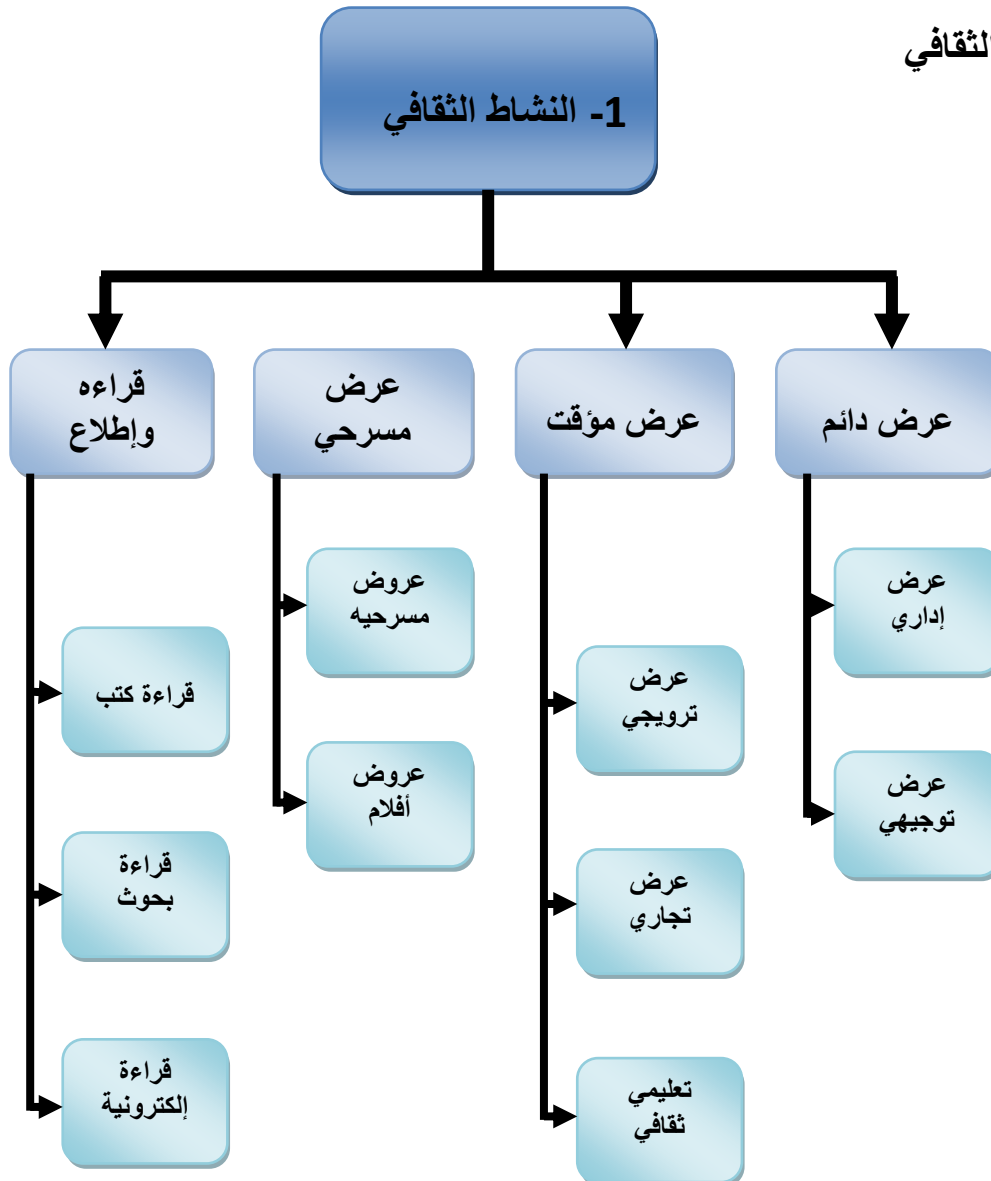 الثقافي
1- النشاط الثقافي
عرض دائم
عرض مؤقت
عرض
مسرحي
قراءه
وإطلاع
عرض
إداري
عرض
توجيهي
عرض
ترويجي
عرض
تجاري
تعليمي
ثقافي
عروض
مسرحيه
عروض
أفلام
قراءة كتب
قراءة
بحوث
قراءة
إلكترونية